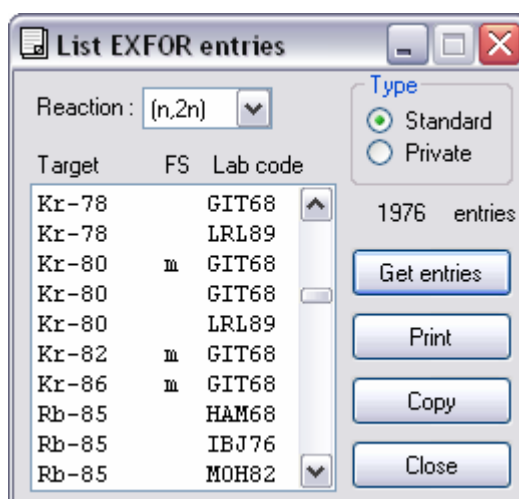 List EXFOR entries
Reaction : (n,2n)
Type
Standard
Private
Target FS Lab code
Kr-78 GIT68
Kr-78 LRL89
Kr-80 m GIT68
Kr-80 GIT68
Kr-80 LRL89
Kr-82 m GIT68
Kr-86 m GIT68
Rb-85 HAM68
Rb-85 IBJ76
Rb-85 MOH82
1976 entries
Get entries
Print
Copy
Close